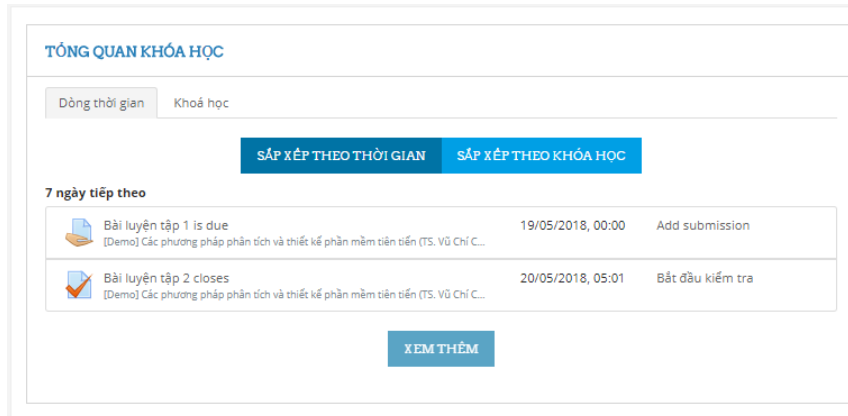 TỔNG QUAN KHÓA HỌC
Dòng thời gian Khoá học
SẮP XẾP THEO THỜI GIAN SẮP XẾP THEO KHÓA HỌC
7 ngày tiếp theo
Bài luyện tập 1 is due 19/05/2018, 00:00 Add submission
[Demo] Các phương pháp phân tích và thiết kế phần mềm tiên tiến (TS. Vũ Chí C...
Bài luyện tập 2 closes 20/05/2018, 05:01 Bắt đầu kiểm tra
[Demo] Các phương pháp phân tích và thiết kế phần mềm tiên tiến (TS. Vũ Chí C...
XEM THÊM